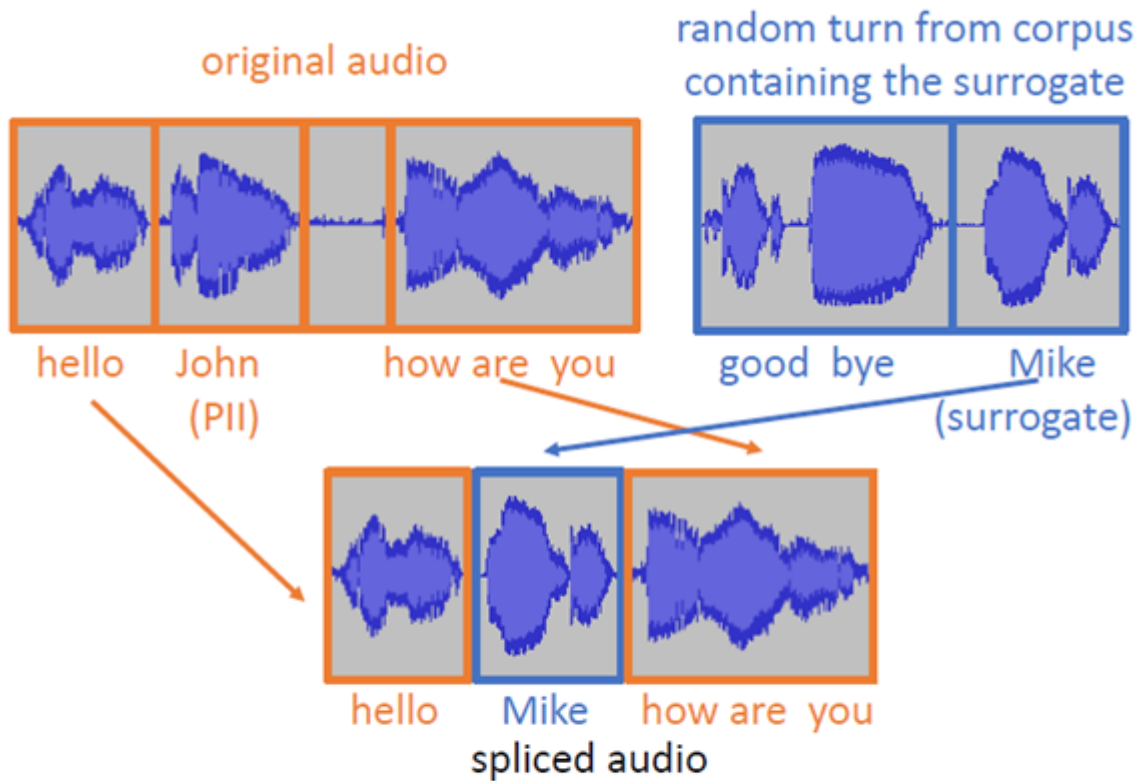 original audio
random turn from corpus
containing the surrogate
hello John how are you
(PII)
good bye Mike
(surrogate)
hello Mike how are you
spliced audio